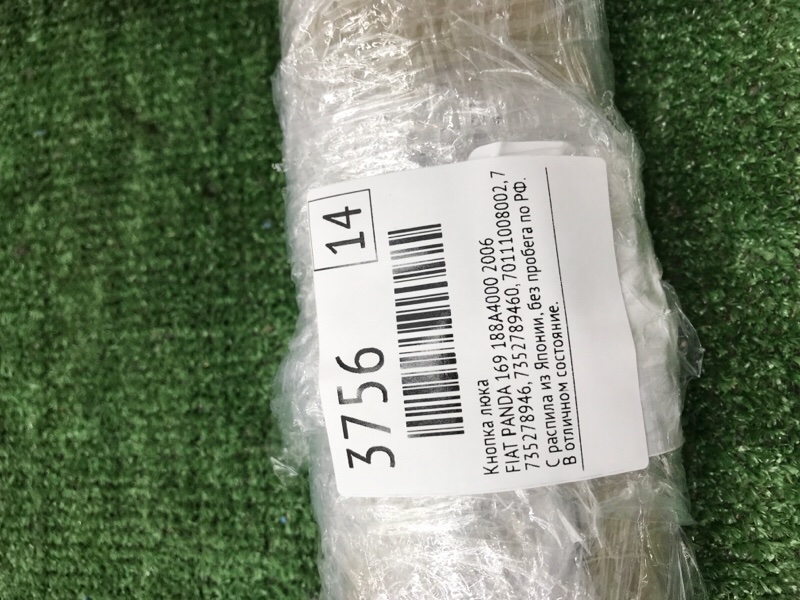 3756
14
Кнопка люка
FIAT PANDA 169 188A4000 2006
735278946, 7352789460, 70111008002, 7
С распила из Японии, без пробега по РФ.
В отличном состояние.